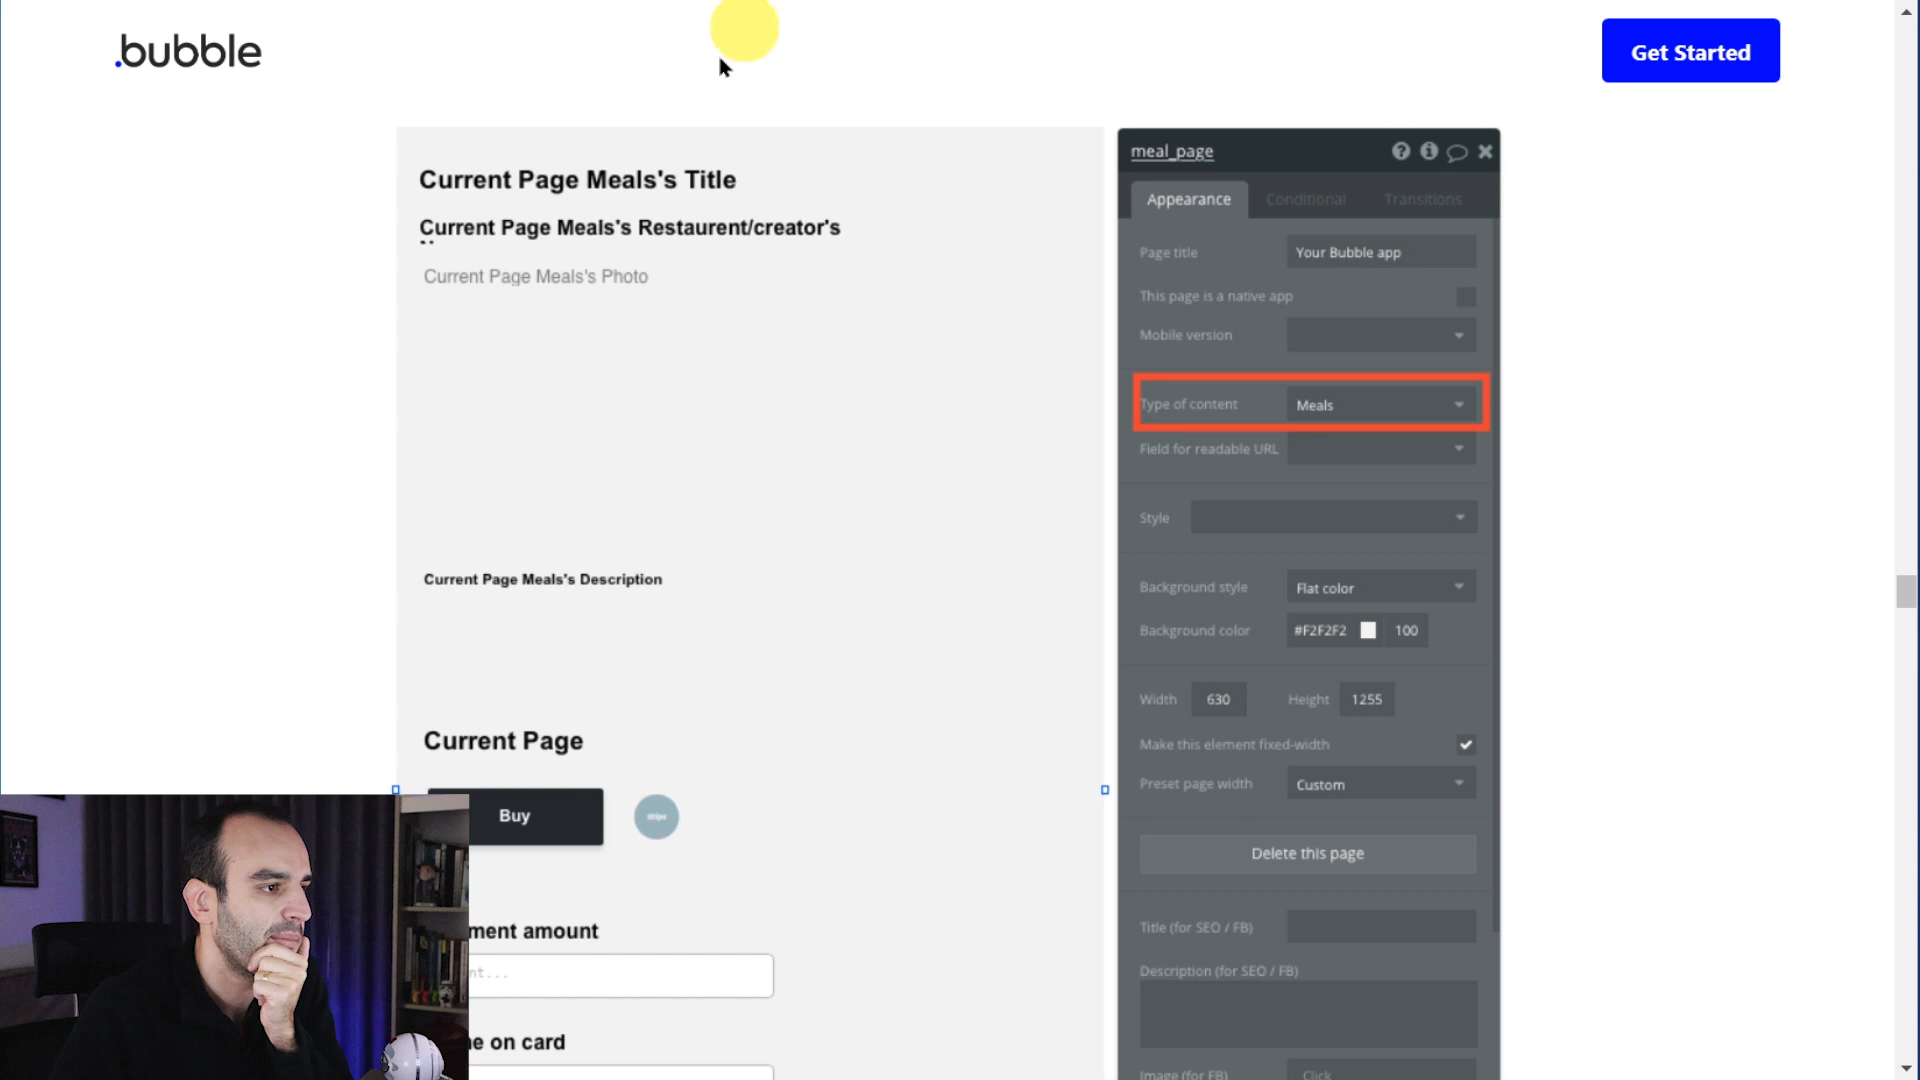 .bubble
Get Started
Current Page Meals's Title
Current Page Meals's Restaurent/creator's
Current Page Meals's Photo
Current Page Meals's Description
Current Page
Buy
stripe
ment amount
nt...
e on card
meal_page
Appearance
Conditional
Transitions
Page title
Your Bubble app
This page is a native app
Mobile version
Type of content
Meals
Field for readable URL
Style
Background style
Flat color
Background color
#F2F2F2
100
Width
630
Height
1255
Make this element fixed-width
Preset page width
Custom
Delete this page
Title (for SEO / FB)
Description (for SEO / FB)
Image (for FB)
Click